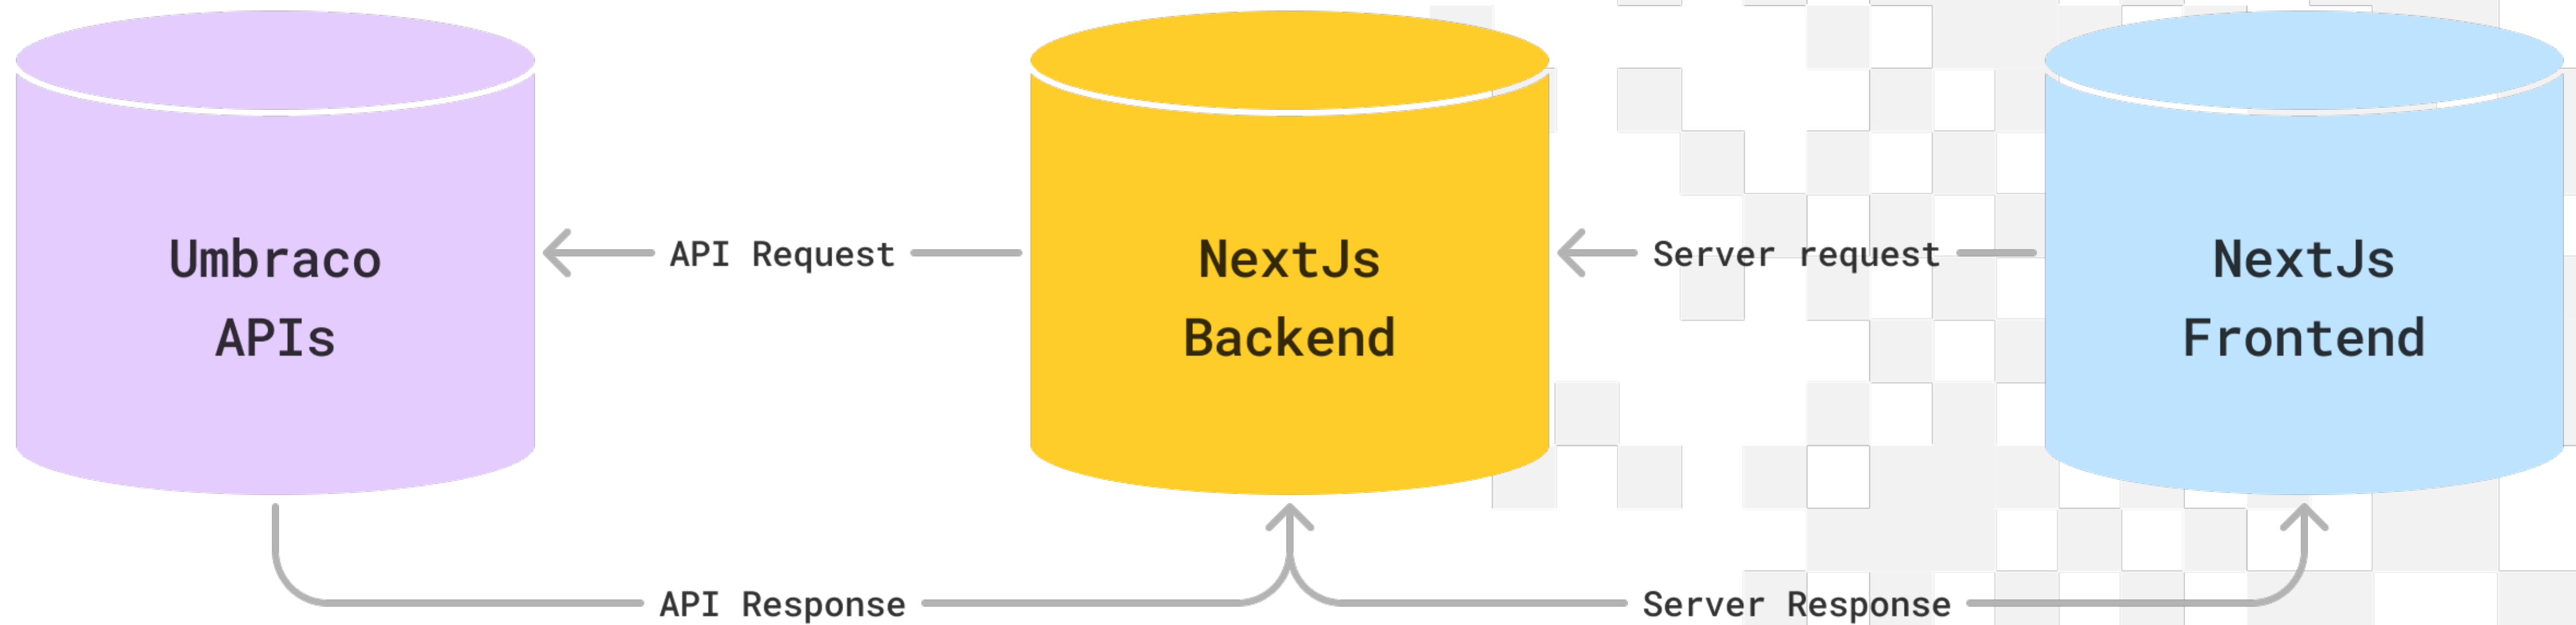 Umbraco
APIs
API Request
NextJs
Backend
Server request
NextJs
Frontend
API Response
Server Response